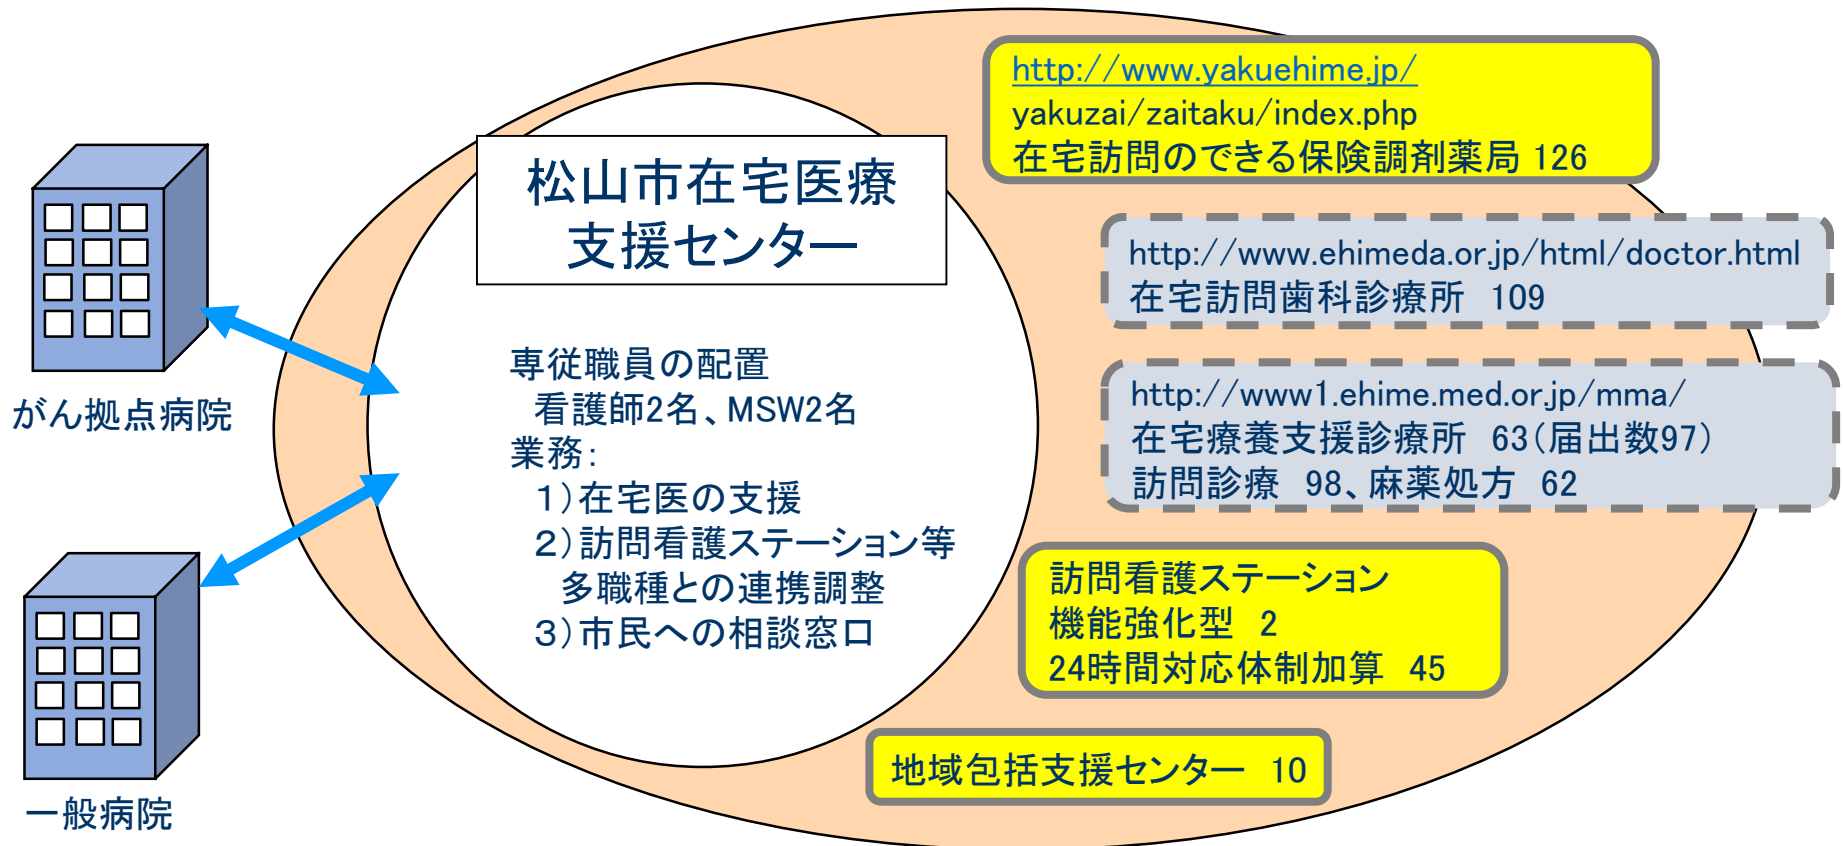 がん拠点病院
一般病院
松山市在宅医療
支援センター
専従職員の配置
看護師2名、MSW2名
業務：
１）在宅医の支援
２）訪問看護ステーション等
多職種との連携調整
３）市民への相談窓口
http://www.yakuehime.jp/
yakuzai/zaitaku/index.php
在宅訪問のできる保険調剤薬局 126
http://www.ehimeda.or.jp/html/doctor.html
在宅訪問歯科診療所　109
http://www1.ehime.med.or.jp/mma/
在宅療養支援診療所　63（届出数97）
訪問診療　98、麻薬処方　62
訪問看護ステーション
機能強化型　2
24時間対応体制加算　45
地域包括支援センター　10